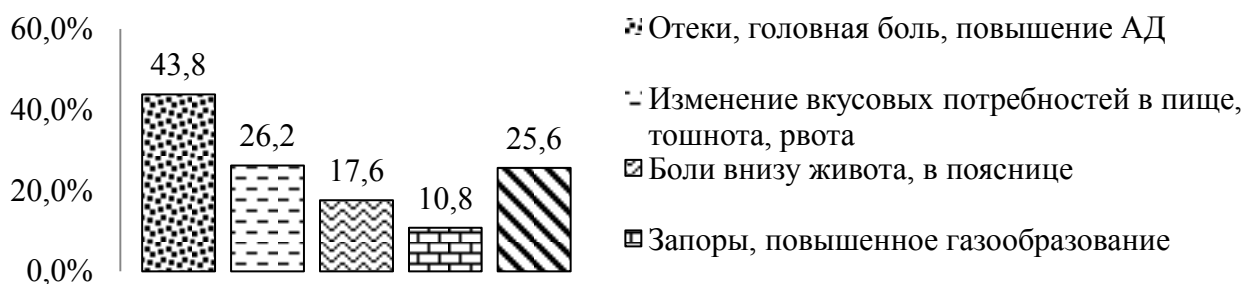 60,0%
40,0%
20,0%
0,0%
43,8
26,2
17,6
10,8
25,6
Отеки, головная боль, повышение АД
Изменение вкусовых потребностей в пище,
тошнота, рвота
Боли внизу живота, в пояснице
Запоры, повышенное газообразование